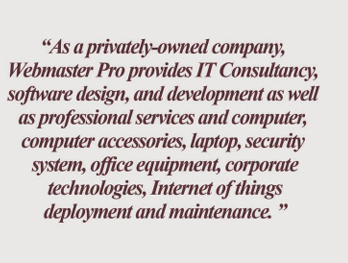 “As a privately-owned company,
Webmaster Pro provides IT Consultancy,
software design, and development as well
as professional services and computer,
computer accessories, laptop, security
system, office equipment, corporate
technologies, Internet of things
deployment and maintenance. ”